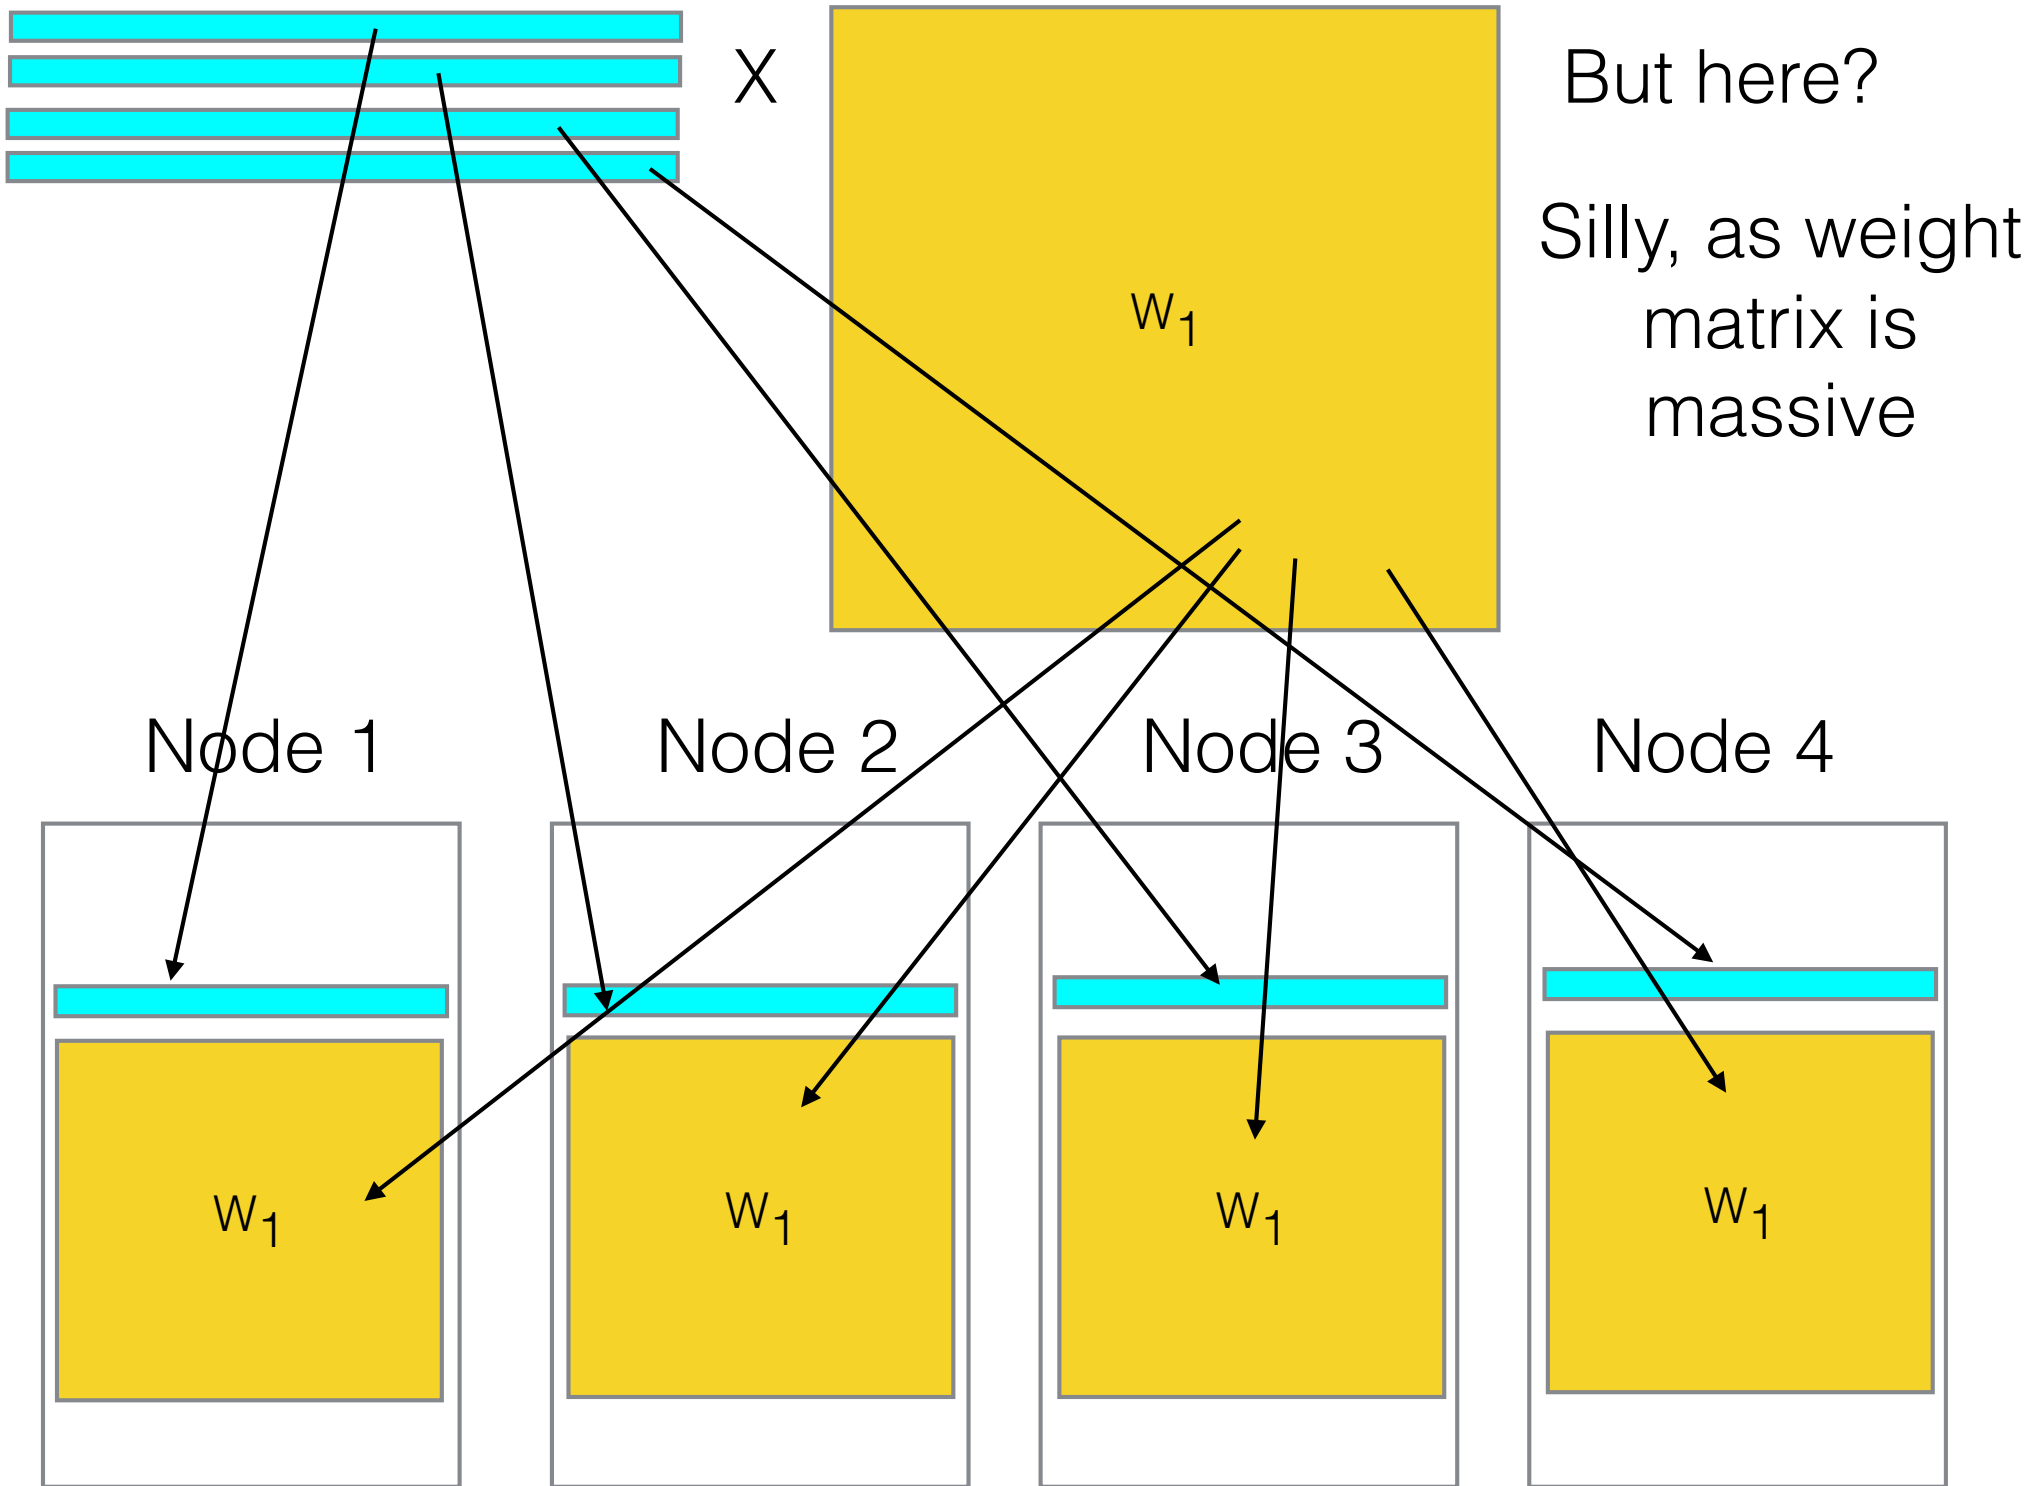 X
But here?
Silly, as weight
matrix is
massive
W1
Node 1
Node 2
Node 3
Node 4
W1
W1
W1
W1